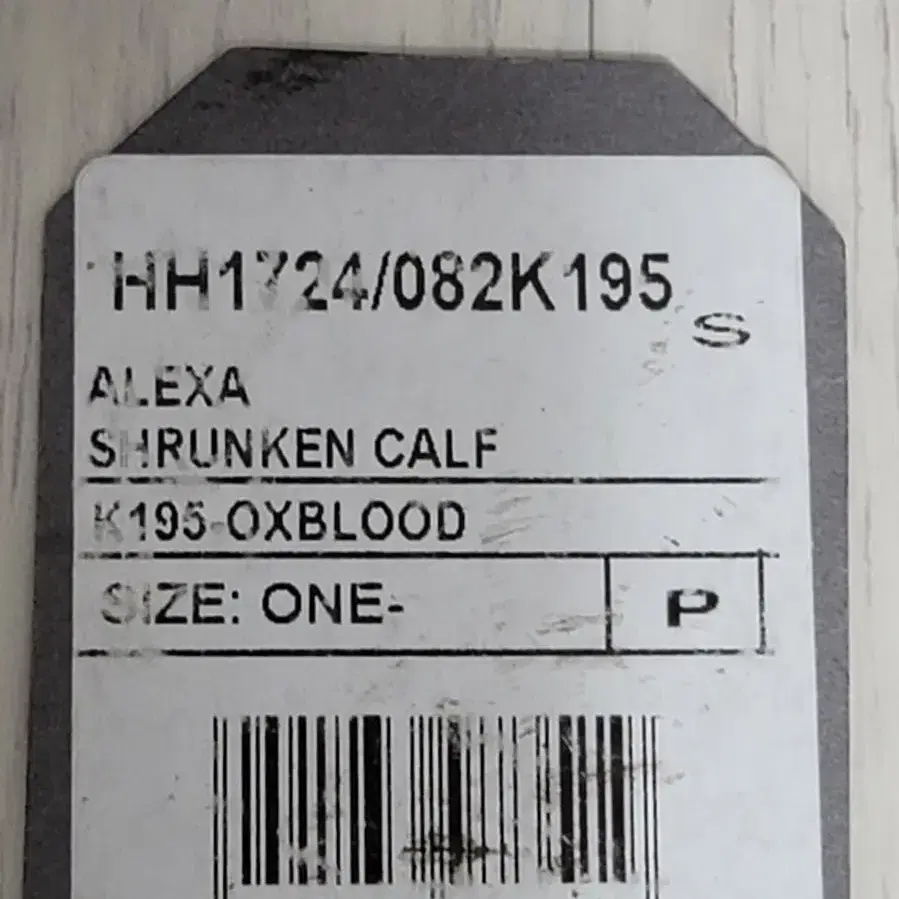 HH1724/082K195
S
ALEXA
SHRUNKEN CALF
K195-OXBLOOD
SIZE: ONE-
P